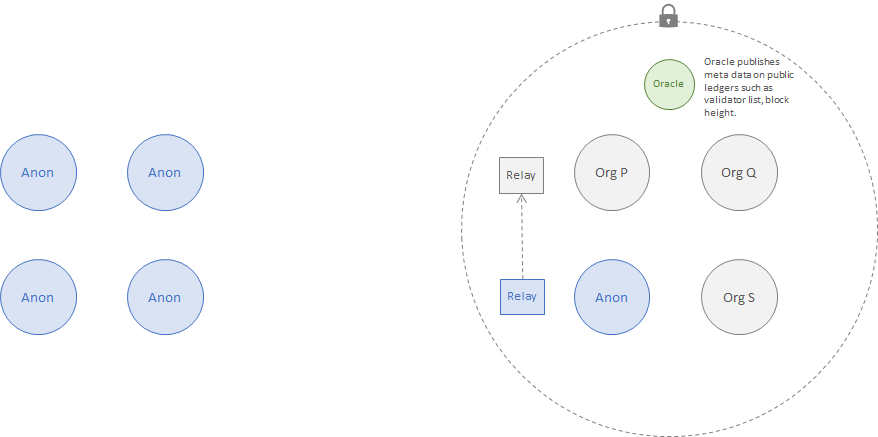 Oracle
Oracle publishes
meta data on public
ledgers such as
validator list, block
height.
Anon
Anon
Relay
Org P
Org Q
Anon
Anon
Relay
Anon
Org S